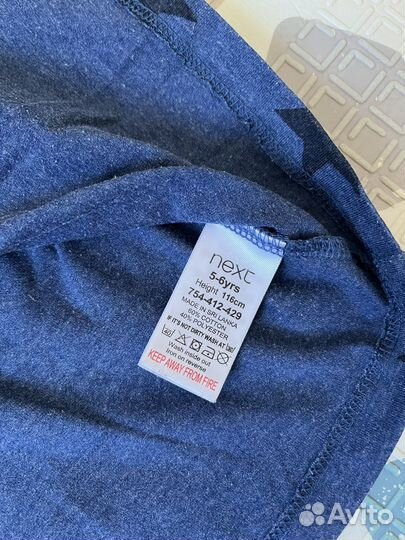 next
5-6yrs
Height 116cm
754-412-429
MADE IN SRI LANKA
60% COTTON
40% POLYESTER
IF IT'S NOT DIRTY WASH AT 30
Wash inside out
Iron on reverse
KEEP AWAY FROM FIRE
Avito